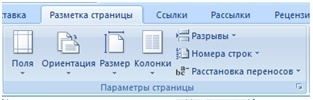 ставка Разметка страницы Ссылки Рассылки Рецензи
Поля Ориентация Размер Колонки
Разрывы
Номера строк
Расстановка переносов
Параметры страницы